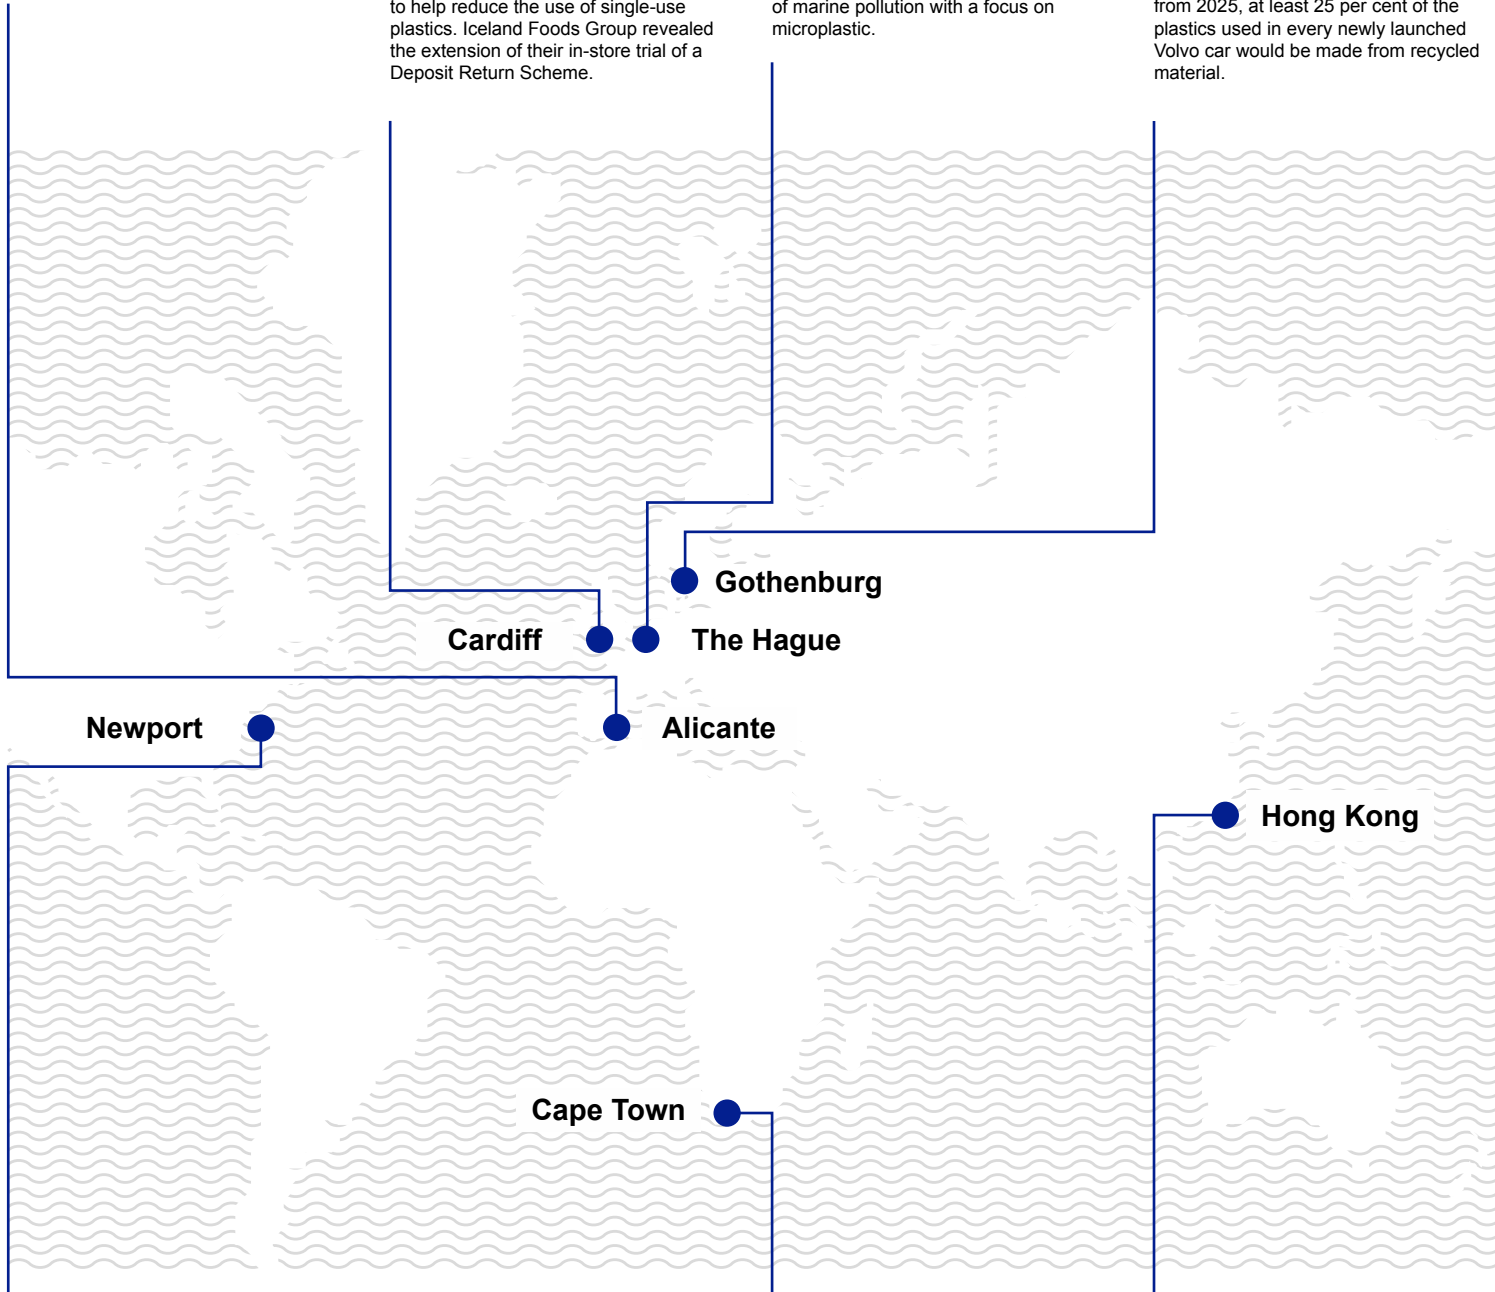 to help reduce the use of single-use
plastics. Iceland Foods Group revealed
the extension of their in-store trial of a
Deposit Return Scheme.
of marine pollution with a focus on
microplastic.
from 2025, at least 25 per cent of the
plastics used in every newly launched
Volvo car would be made from recycled
material.
Gothenburg
Cardiff
The Hague
Newport
Alicante
Hong Kong
Cape Town